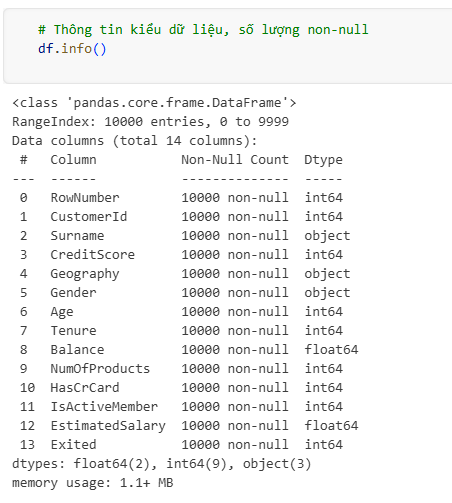 # Thông tin kiểu dữ liệu, số lượng non-null
df.info()
<class 'pandas.core.frame.DataFrame'>
RangeIndex: 10000 entries, 0 to 9999
Data columns (total 14 columns):
 #   Column           Non-Null Count  Dtype
---  ------           --------------  -----
 0   RowNumber        10000 non-null  int64
 1   CustomerId       10000 non-null  int64
 2   Surname          10000 non-null  object
 3   CreditScore      10000 non-null  int64
 4   Geography        10000 non-null  object
 5   Gender           10000 non-null  object
 6   Age              10000 non-null  int64
 7   Tenure           10000 non-null  int64
 8   Balance          10000 non-null  float64
 9   NumOfProducts    10000 non-null  int64
 10  HasCrCard        10000 non-null  int64
 11  IsActiveMember   10000 non-null  int64
 12  EstimatedSalary  10000 non-null  float64
 13  Exited           10000 non-null  int64
dtypes: float64(2), int64(9), object(3)
memory usage: 1.1+ MB